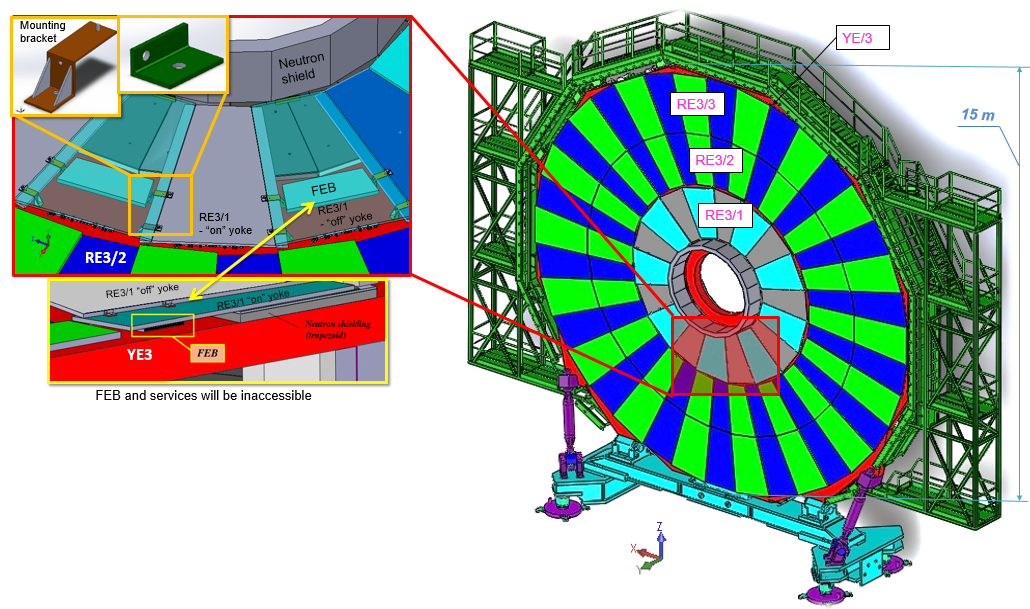 Mounting
bracket
Neutron
shield
FEB
RE3/1
- “on” yoke
RE3/1
- “off” yoke
RE3/2
RE3/1 “off” yoke
RE3/1 “on” yoke
Neutron shielding
(trapezoid)
YE3
FEB
FEB and services will be inaccessible
YE/3
RE3/3
RE3/2
RE3/1
15 m
Z
X
Y